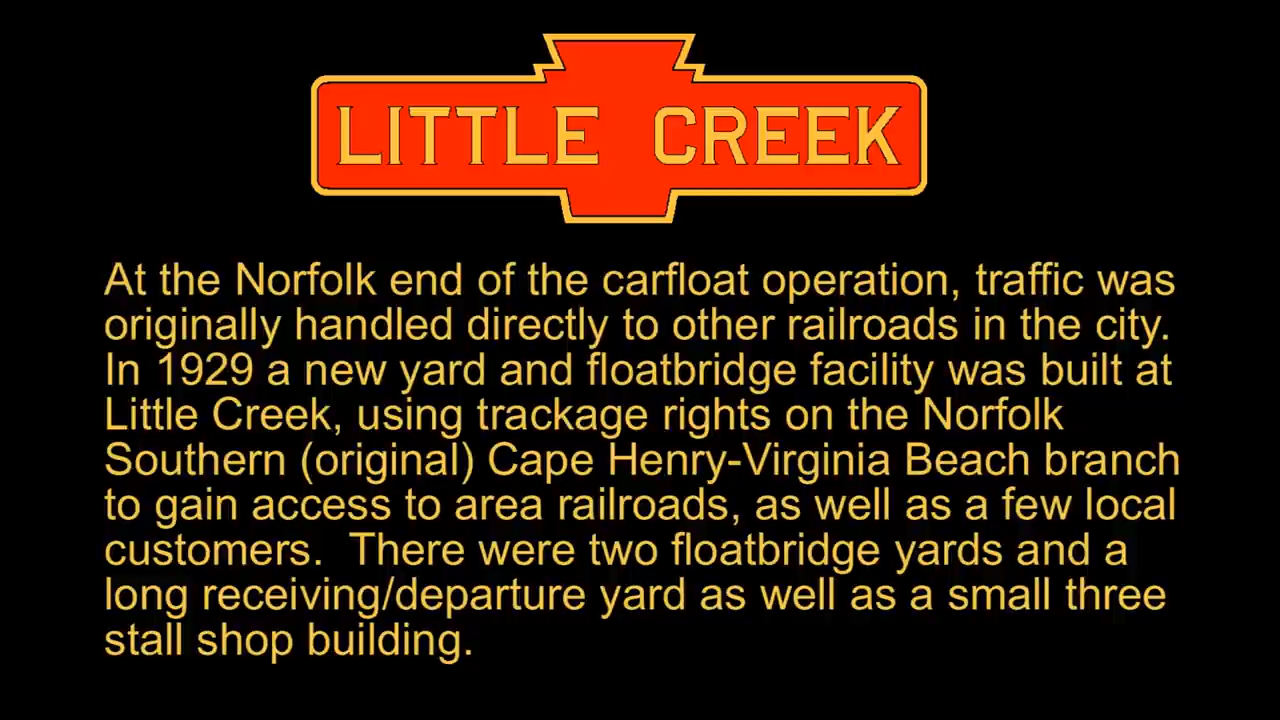 LITTLE CREEK
At the Norfolk end of the carfloat operation, traffic was
originally handled directly to other railroads in the city.
In 1929 a new yard and floatbridge facility was built at
Little Creek, using trackage rights on the Norfolk
Southern (original) Cape Henry-Virginia Beach branch
to gain access to area railroads, as well as a few local
customers.  There were two floatbridge yards and a
long receiving/departure yard as well as a small three
stall shop building.